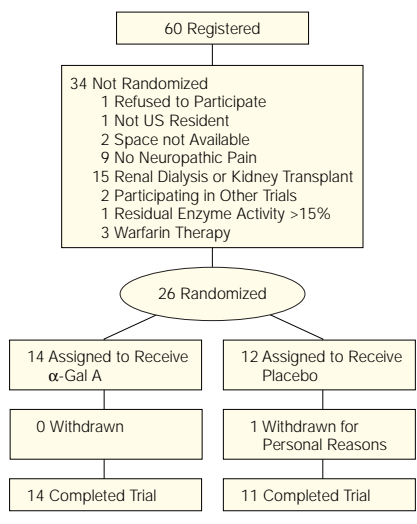 60 Registered
34 Not Randomized
1 Refused to Participate
1 Not US Resident
2 Space not Available
9 No Neuropathic Pain
15 Renal Dialysis or Kidney Transplant
2 Participating in Other Trials
1 Residual Enzyme Activity >15%
3 Warfarin Therapy
26 Randomized
14 Assigned to Receive
α-Gal A
0 Withdrawn
14 Completed Trial
12 Assigned to Receive
Placebo
1 Withdrawn for
Personal Reasons
11 Completed Trial